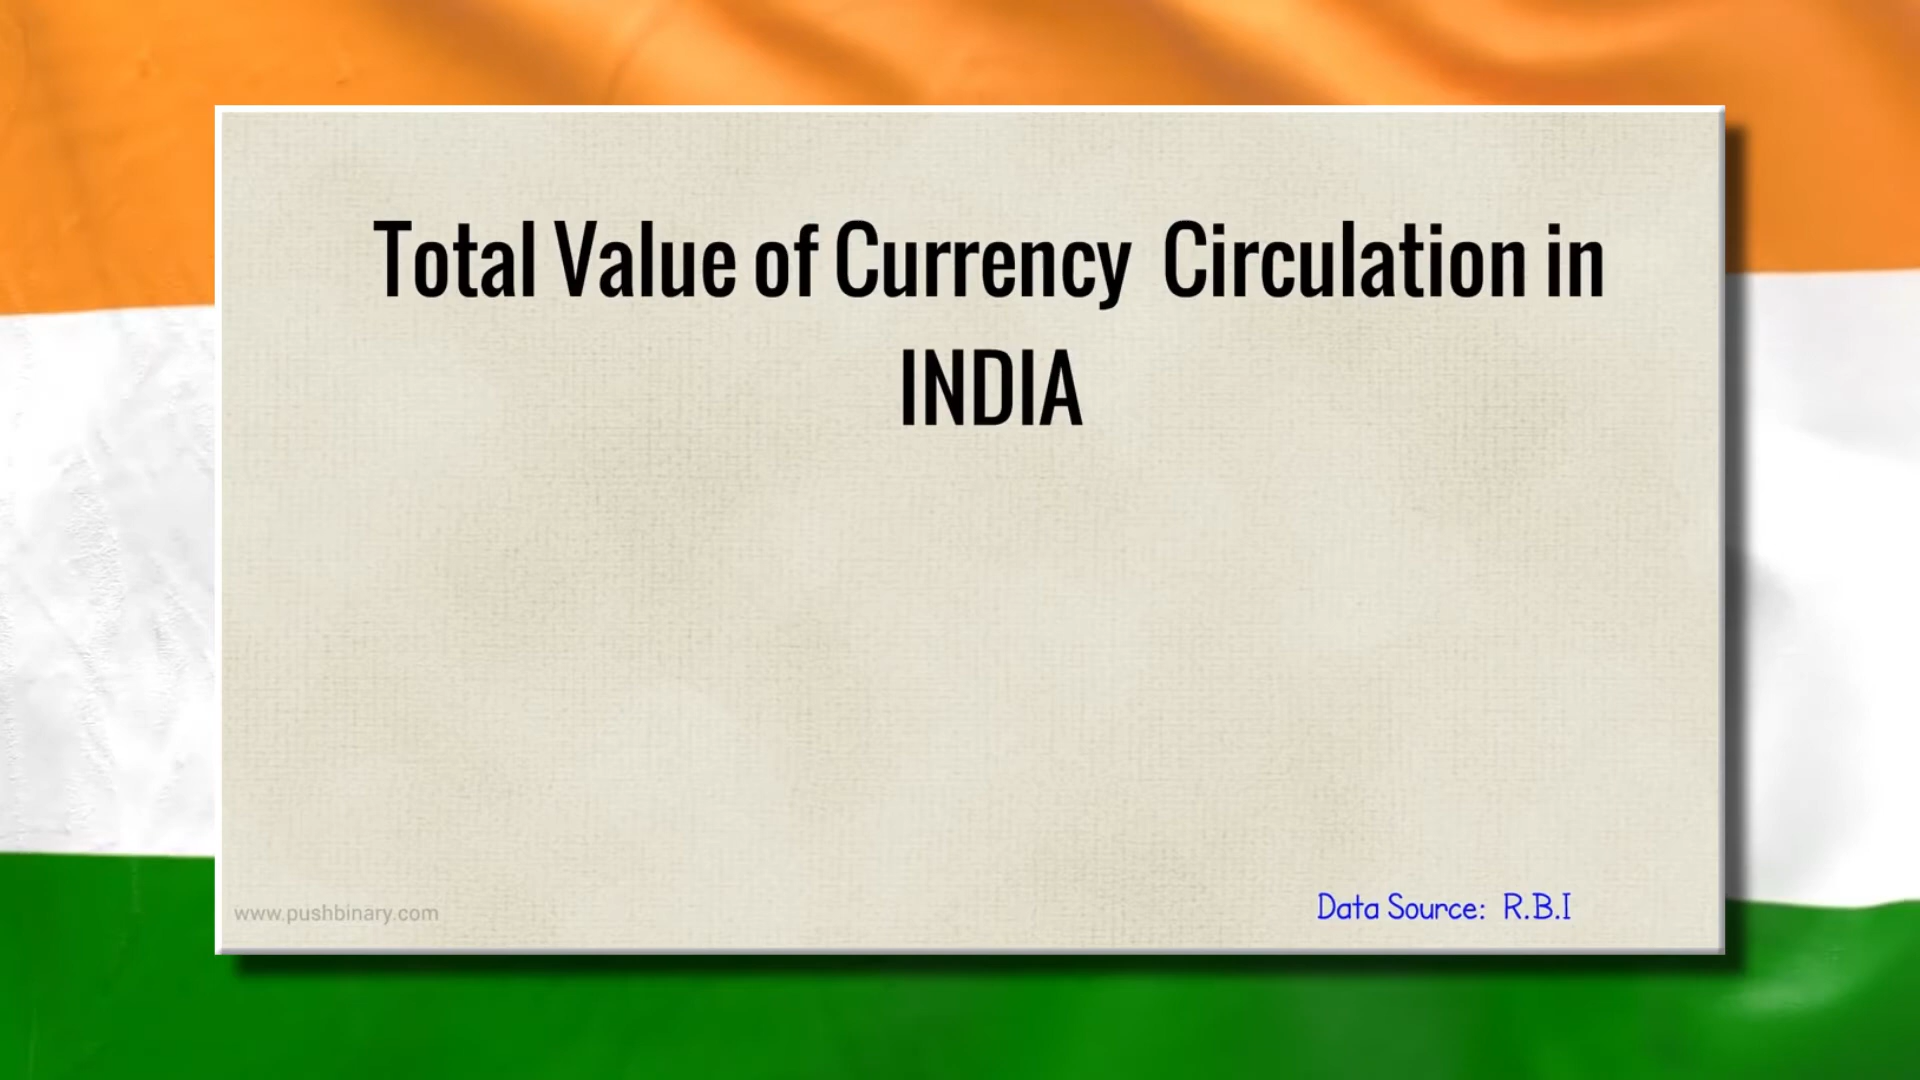 Total Value of Currency Circulation in
INDIA
www.pushbinary.com
Data Source: R.B.I